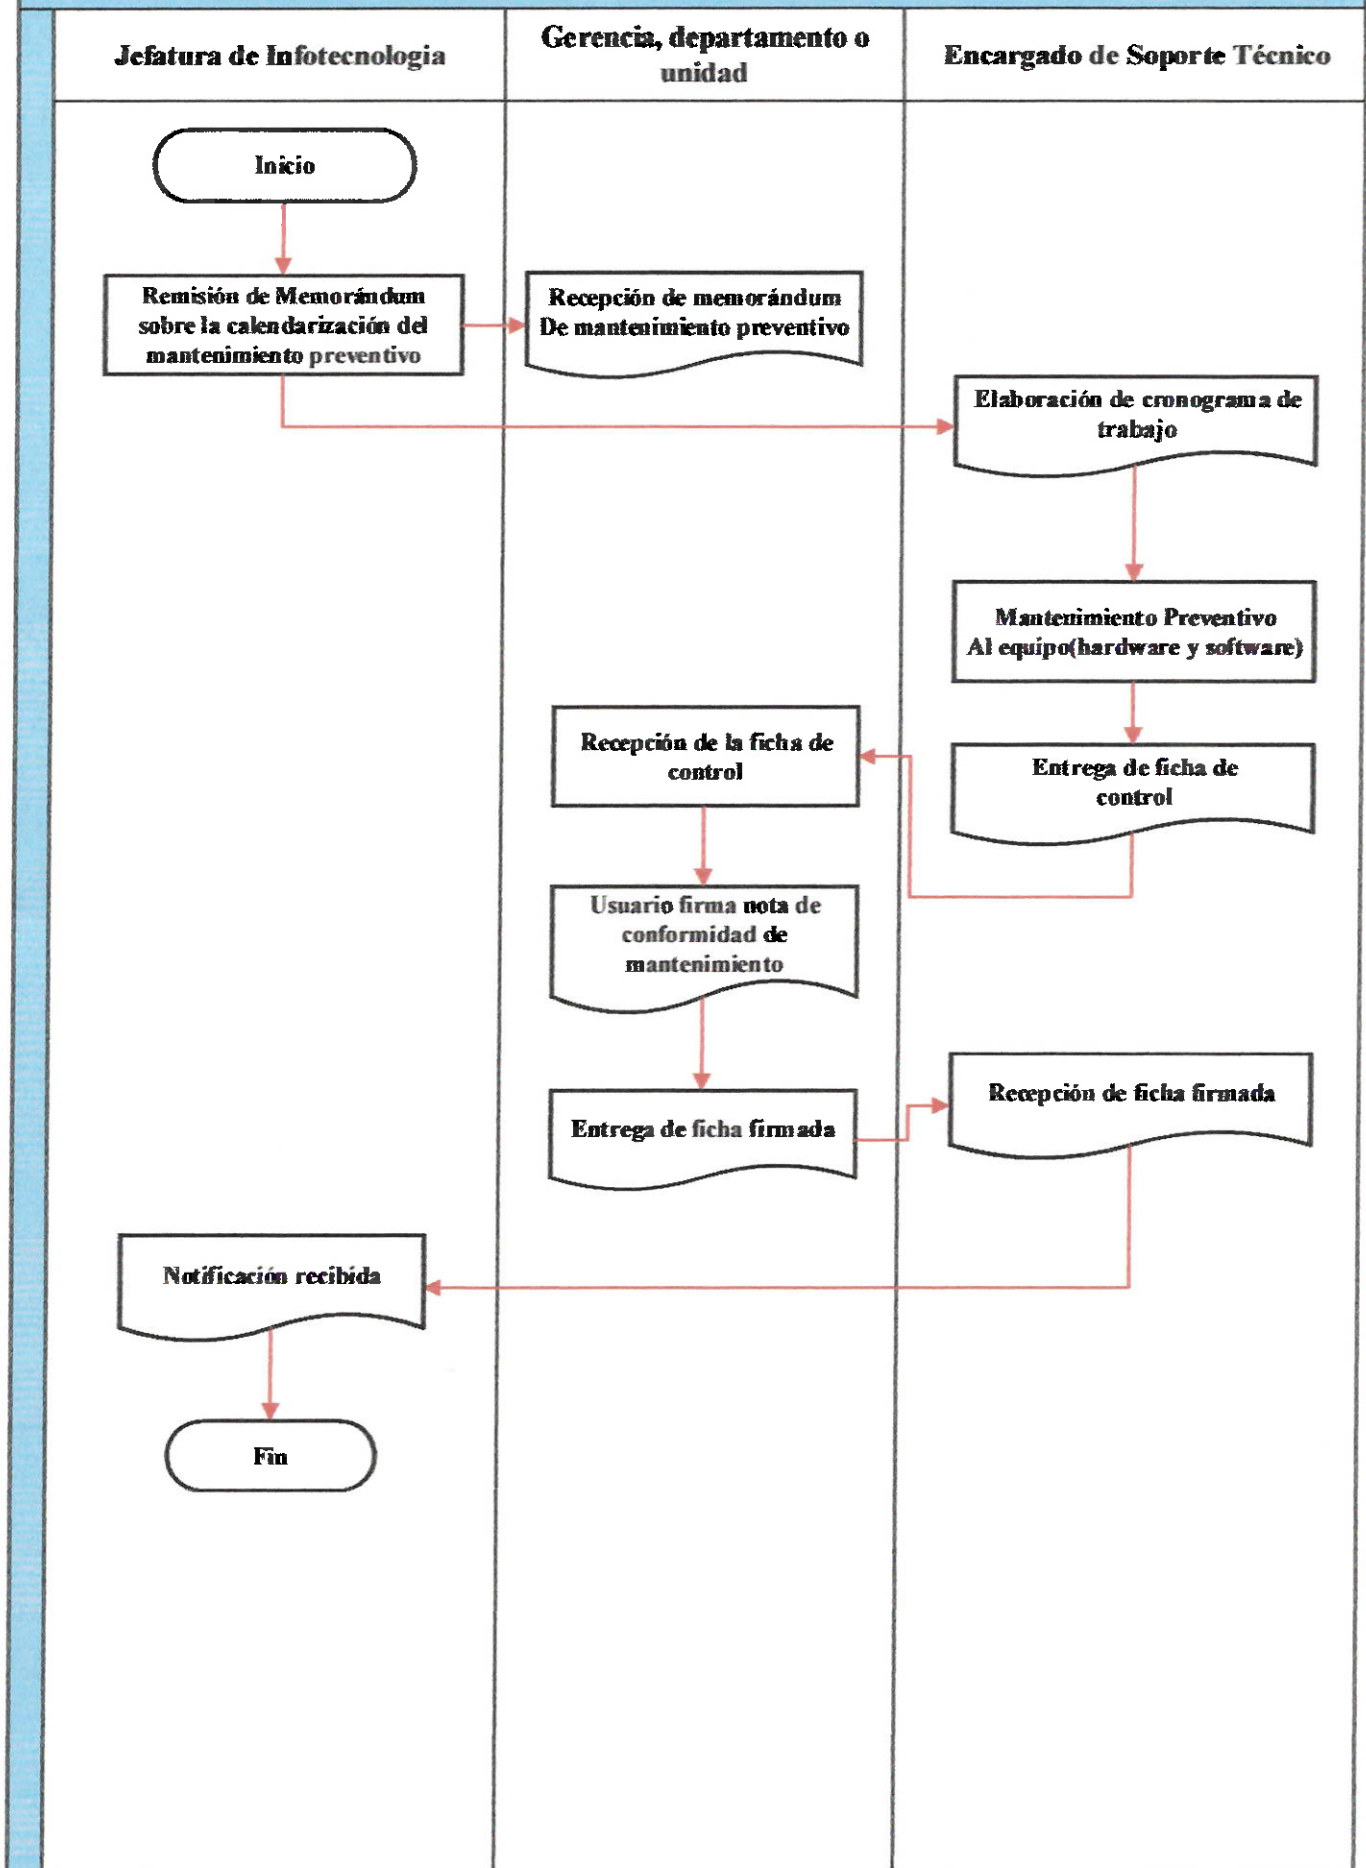 Jefatura de Infotecnologia
Gerencia, departamento o
unidad
Encargado de Soporte Técnico
Inicio
Remisión de Memorándum
sobre la calendarización del
mantenimiento preventivo
Recepción de memorándum
De mantenimiento preventivo
Elaboración de cronograma de
trabajo
Mantenimiento Preventivo
Al equipo(hardware y software)
Recepción de la ficha de
control
Entrega de ficha de
control
Usuario firma nota de
conformidad de
mantenimiento
Entrega de ficha firmada
Recepción de ficha firmada
Notificación recibida
Fin